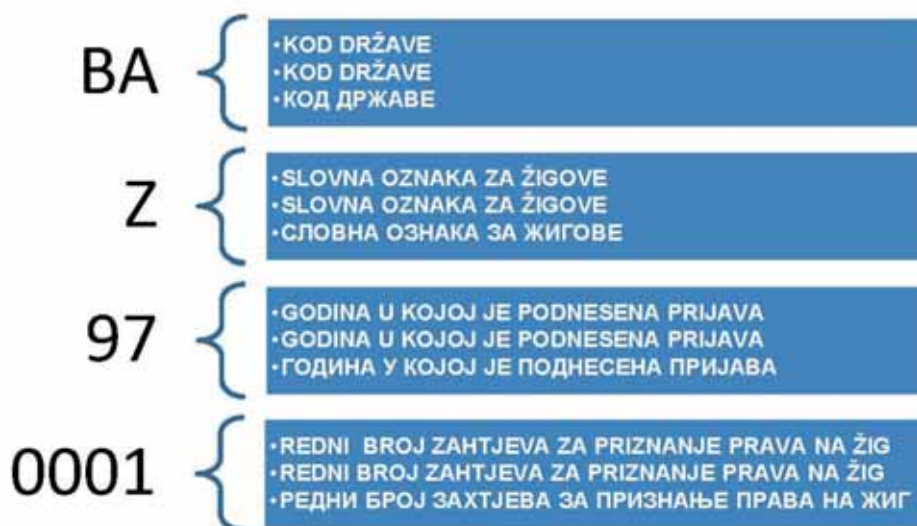 BA
•KOD DRŽAVE
•KOD DRŽAVE
•КОД ДРЖАВЕ
Z
•SLOVNA OZNAKA ZA ŽIGOVE
•SLOVNA OZNAKA ZA ŽIGOVE
•СЛОВНА ОЗНАКА ЗА ЖИГОВЕ
97
•GODINA U KOJOJ JE PODNESENA PRIJAVA
•GODINA U KOJOJ JE PODNESENA PRIJAVA
•ГОДИНА У КОЈОЈ ЈЕ ПОДНЕСЕНА ПРИЈАВА
0001
•REDNI BROJ ZAHTJEVA ZA PRIZNANJE PRAVA NA ŽIG
•REDNI BROJ ZAHTJEVA ZA PRIZNANJE PRAVA NA ŽIG
•РЕДНИ БРОЈ ЗАХТЈЕВА ЗА ПРИЗНАЊЕ ПРАВА НА ЖИГ